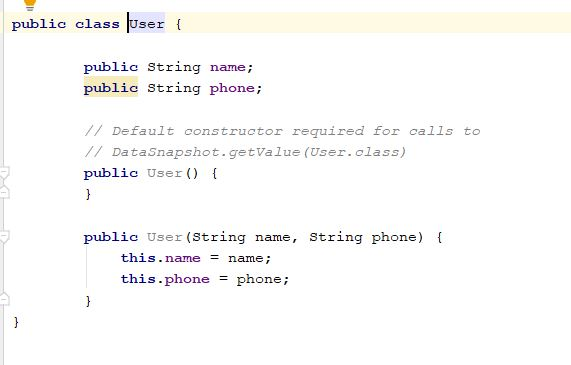 public class User {
public String name;
public String phone;
// Default constructor required for calls to
// DataSnapshot.getValue(User.class)
public User() {
}
public User(String name, String phone) {
this.name = name;
this.phone = phone;
}
}